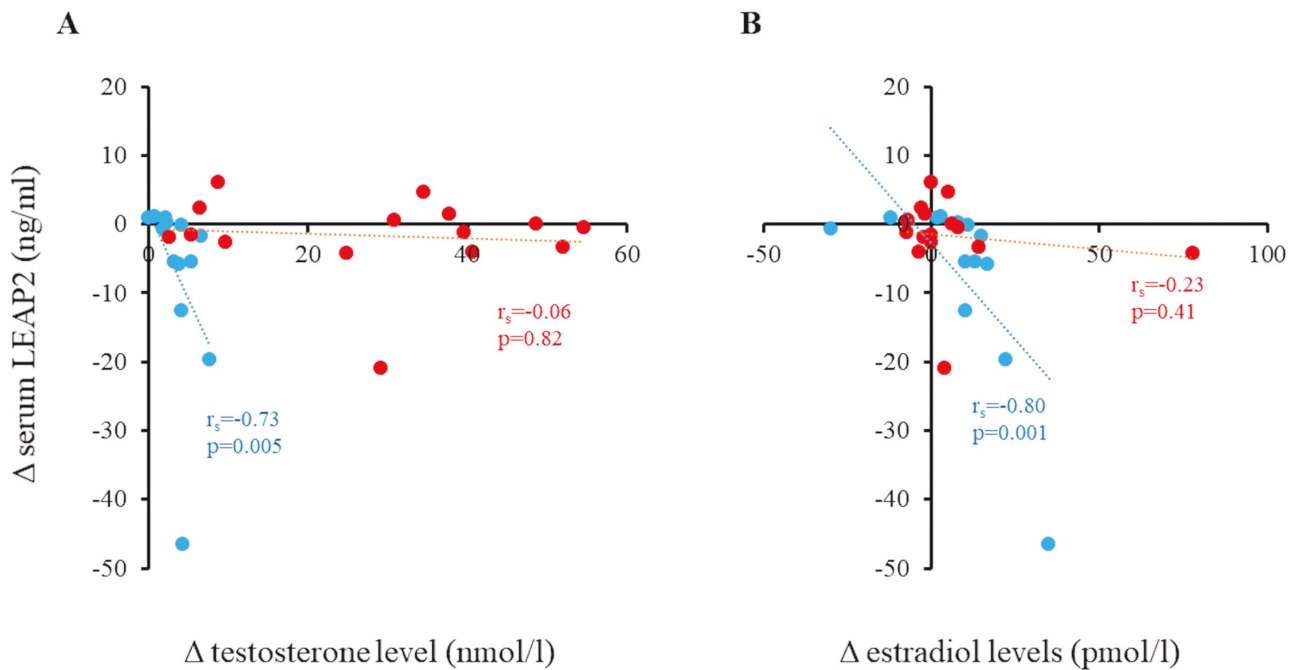 A
B
Δ serum LEAP2 (ng/ml)
20
10
0
-10
-20
-30
-40
-50
0
20
40
60
rs=-0.06
p=0.82
rs=-0.73
p=0.005
Δ testosterone level (nmol/l)
20
10
0
-10
-20
-30
-40
-50
-50
0
50
100
rs=-0.23
p=0.41
rs=-0.80
p=0.001
Δ estradiol levels (pmol/l)